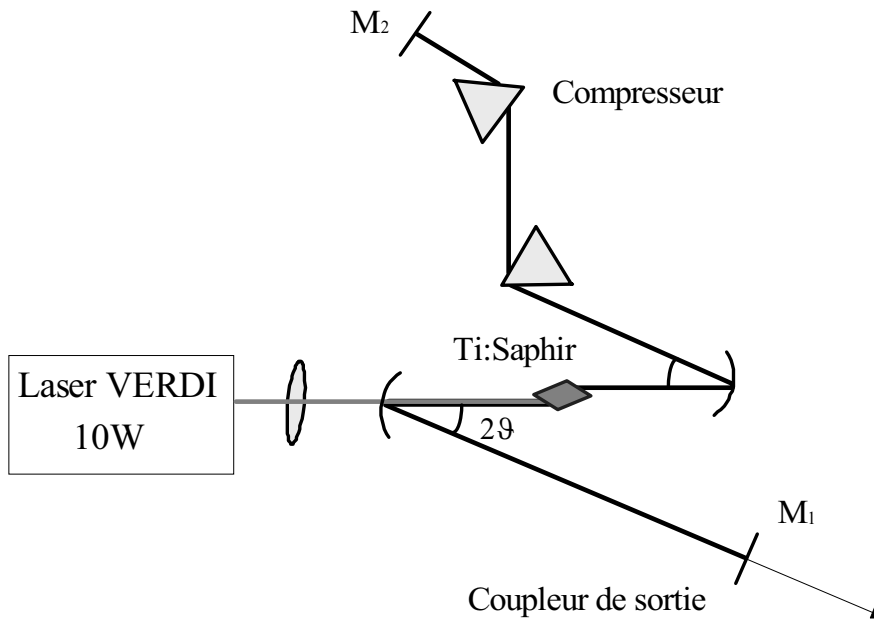 M₂
Compresseur
Ti:Saphir
Laser VERDI
10W
2ϑ
M₁
Coupleur de sortie